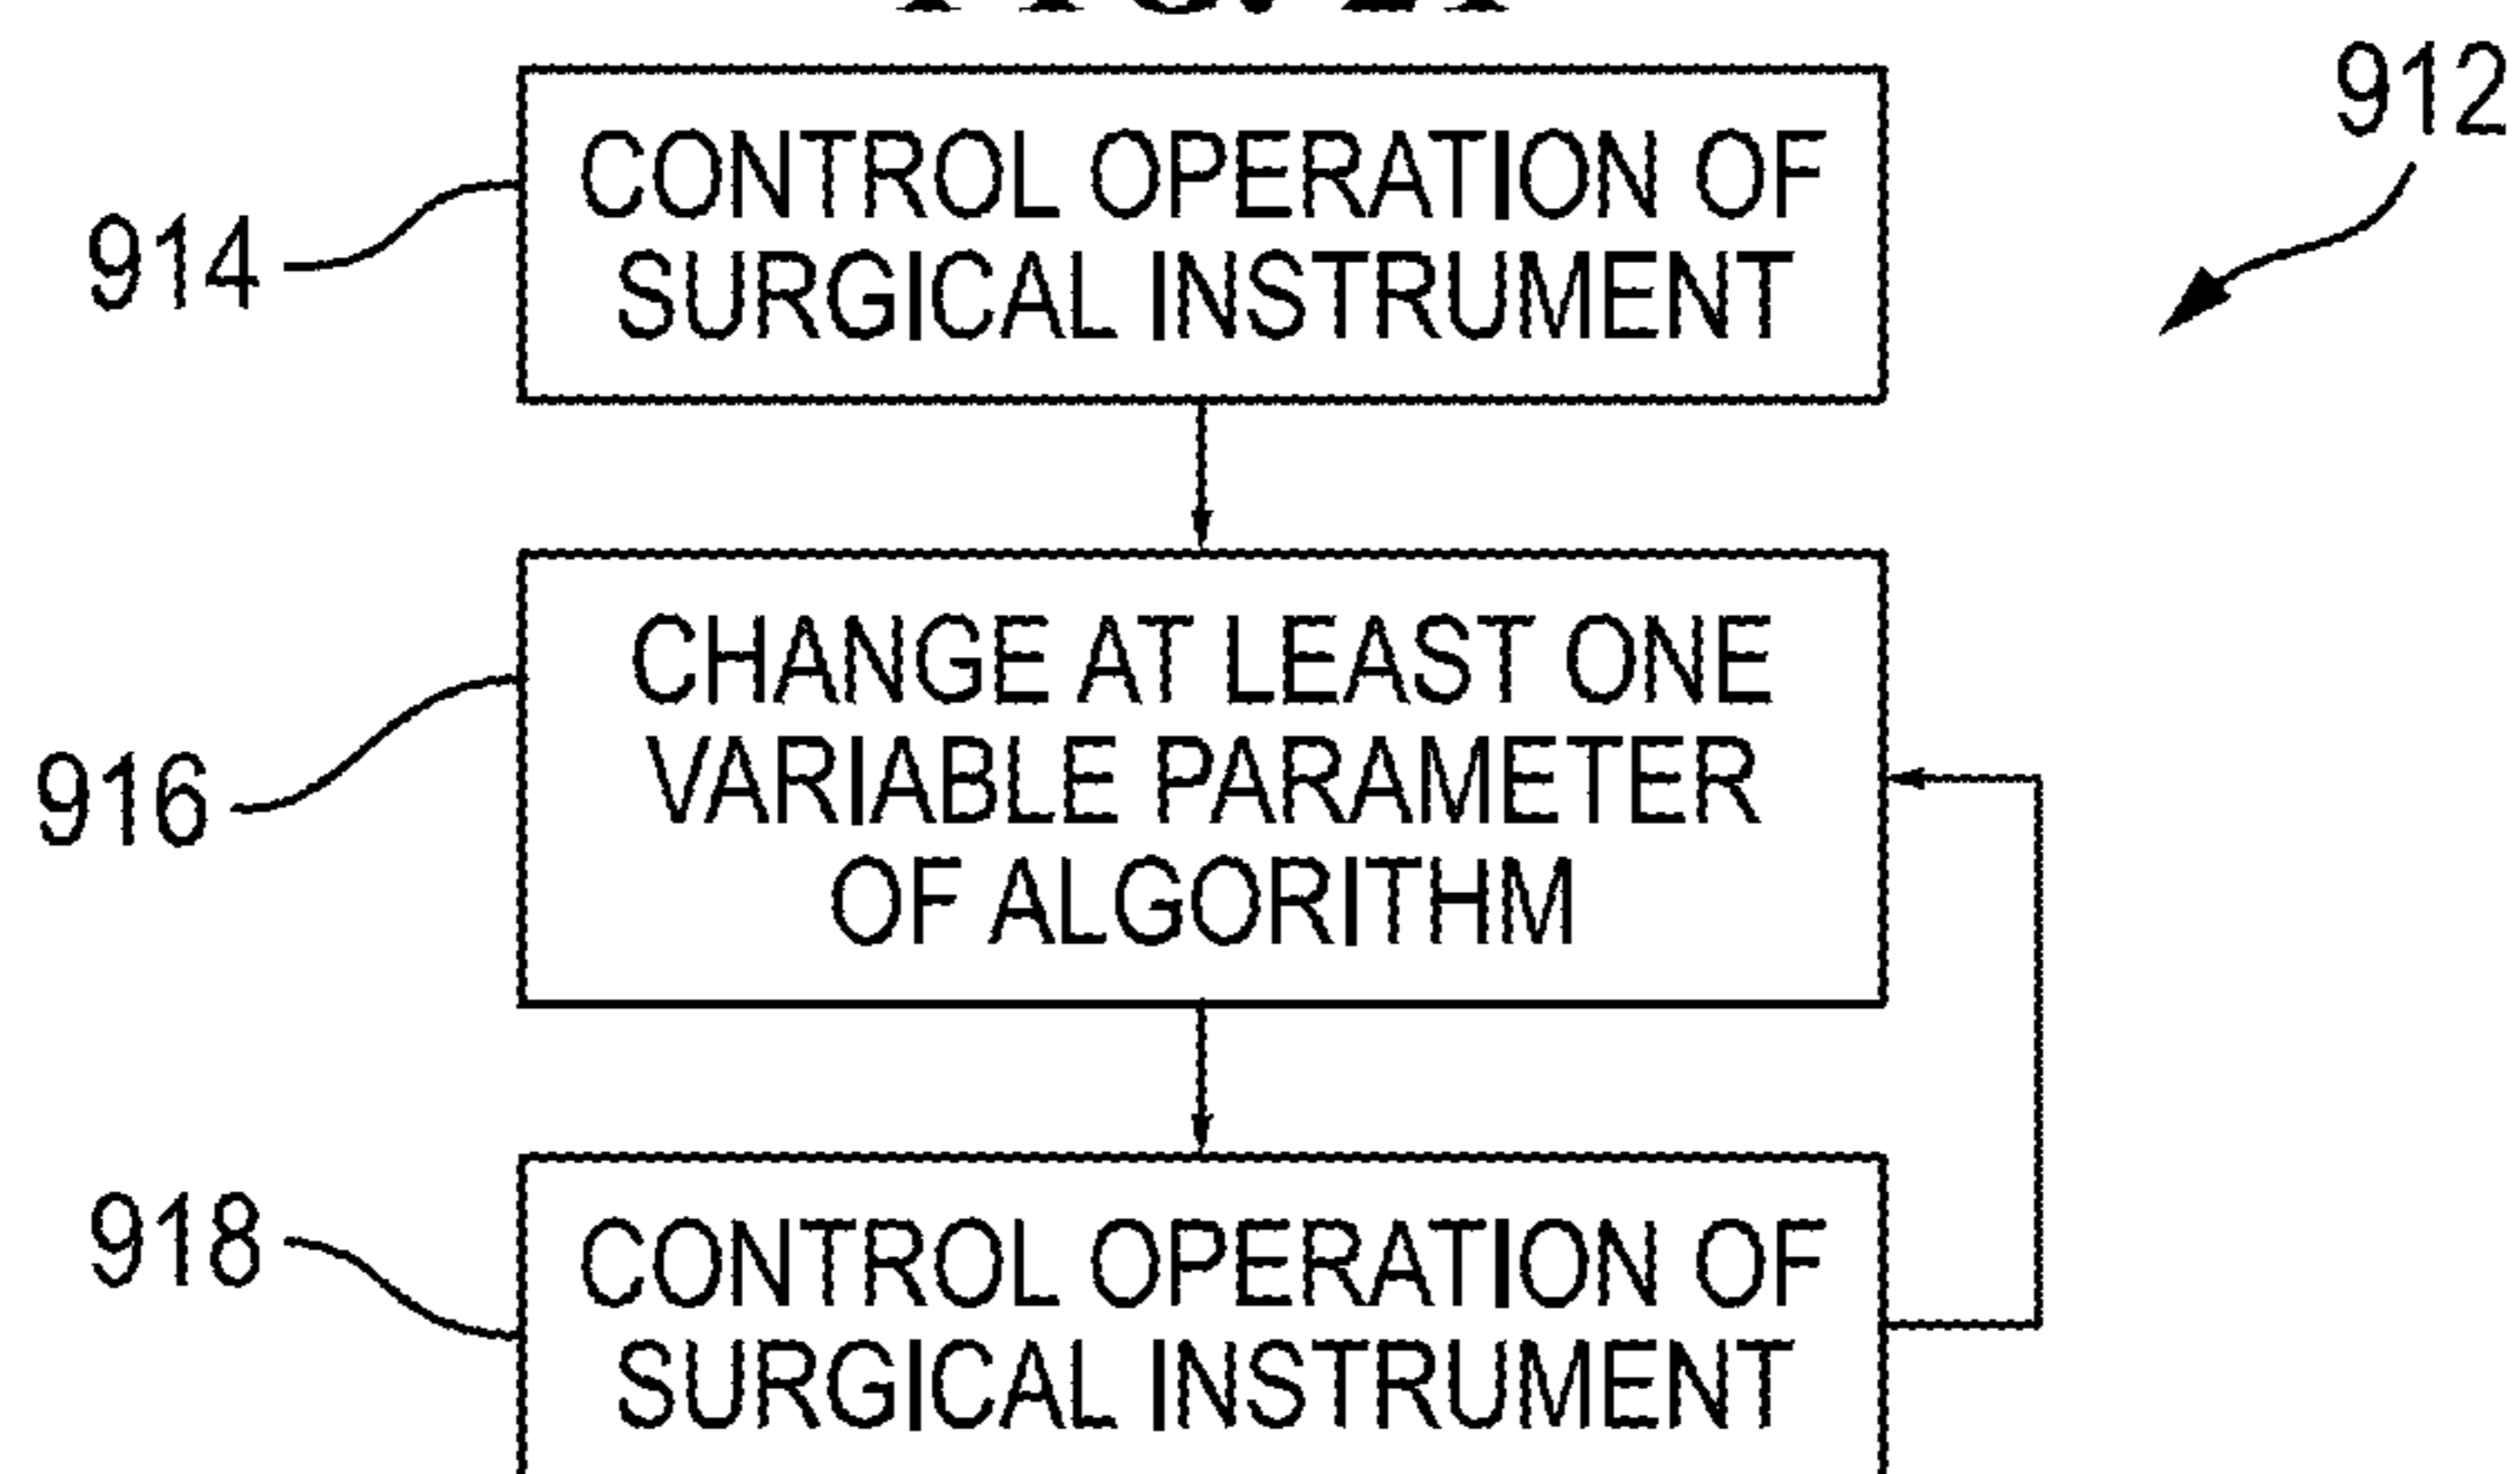 912
914
CONTROL OPERATION OF
SURGICAL INSTRUMENT
916
CHANGE AT LEAST ONE
VARIABLE PARAMETER
OF ALGORITHM
918
CONTROL OPERATION OF
SURGICAL INSTRUMENT